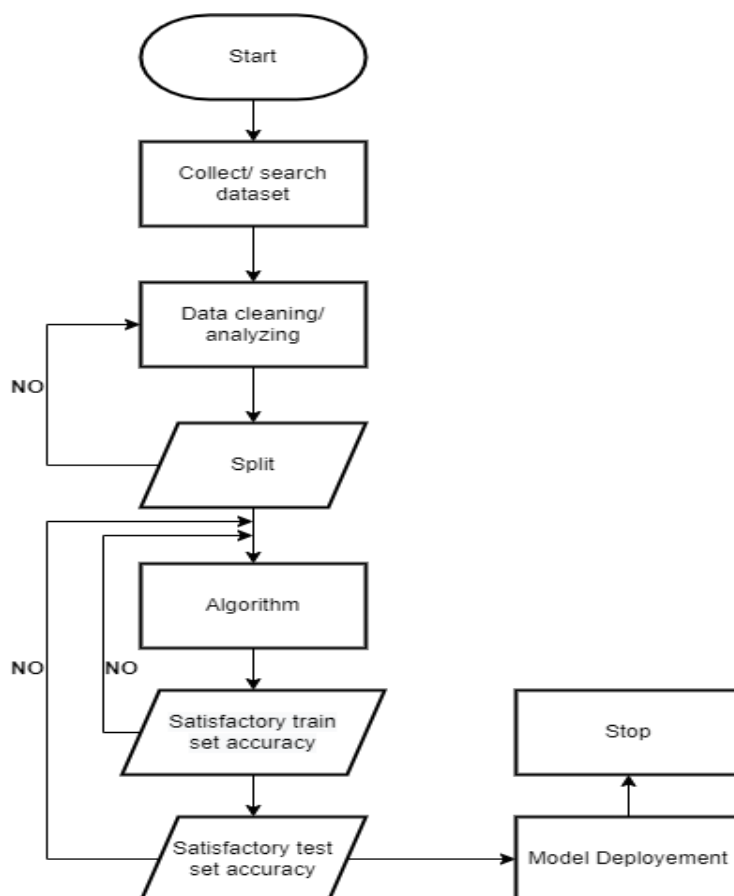 Start
Collect/ search
dataset
Data cleaning/
analyzing
NO
Split
Algorithm
NO
NO
Satisfactory train
set accuracy
Stop
Satisfactory test
set accuracy
Model Deployement